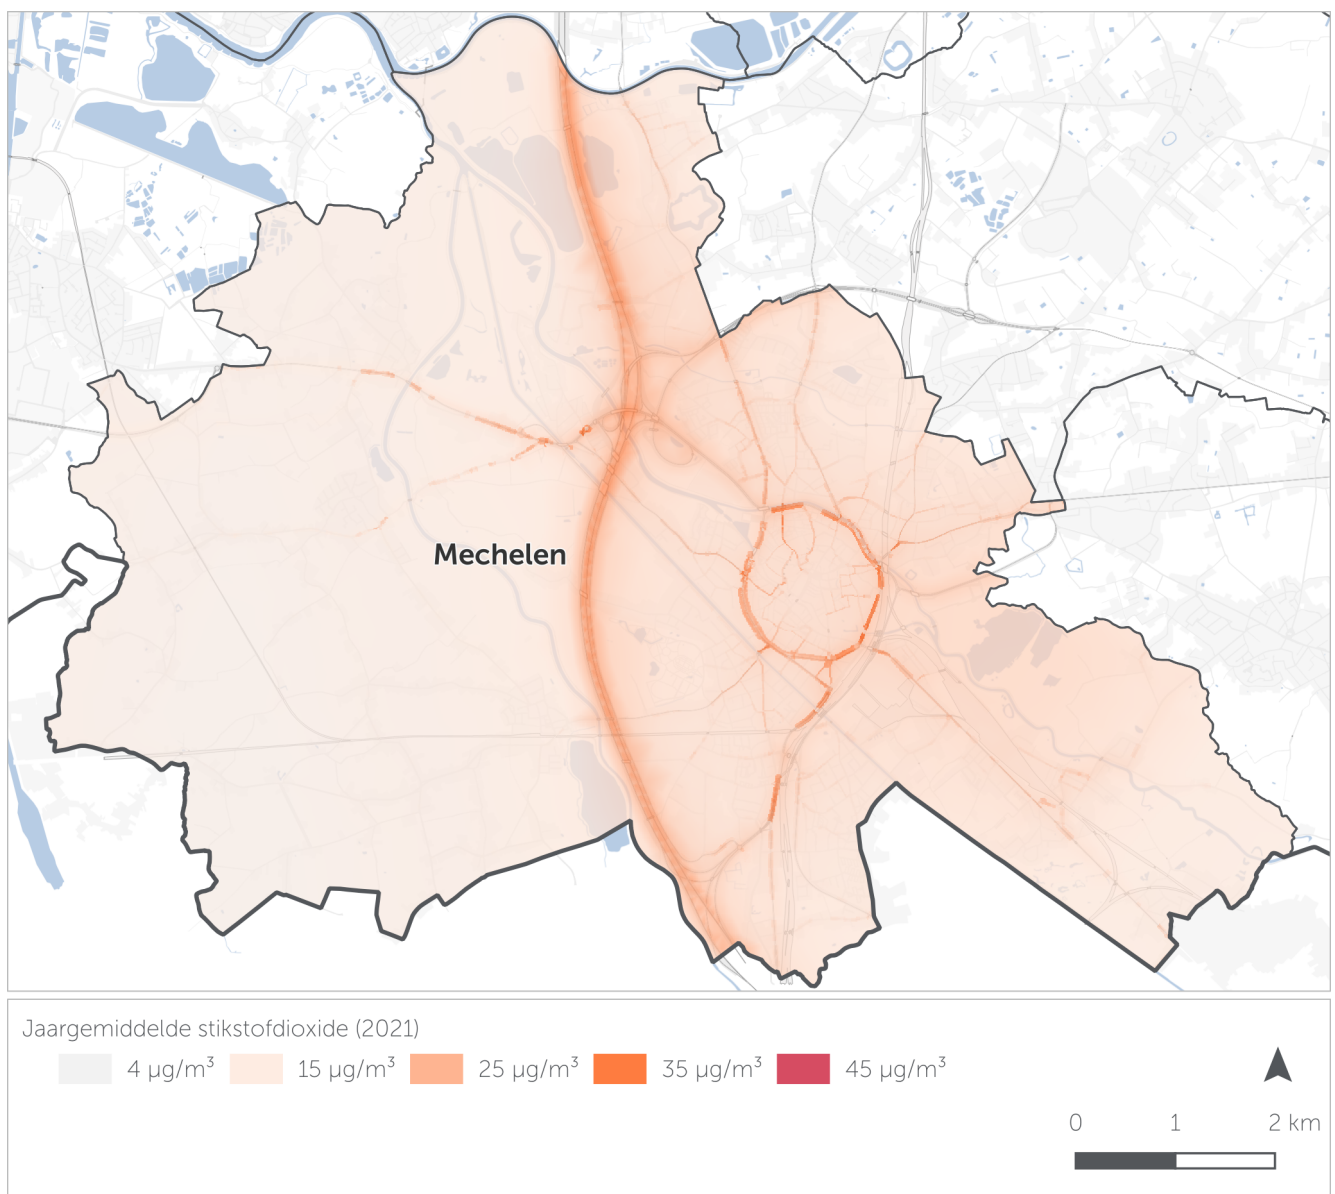 Mechelen
Jaargemiddelde stikstofdioxide (2021)
4 µg/m³ 15 µg/m³ 25 µg/m³ 35 µg/m³ 45 µg/m³
0 1 2 km